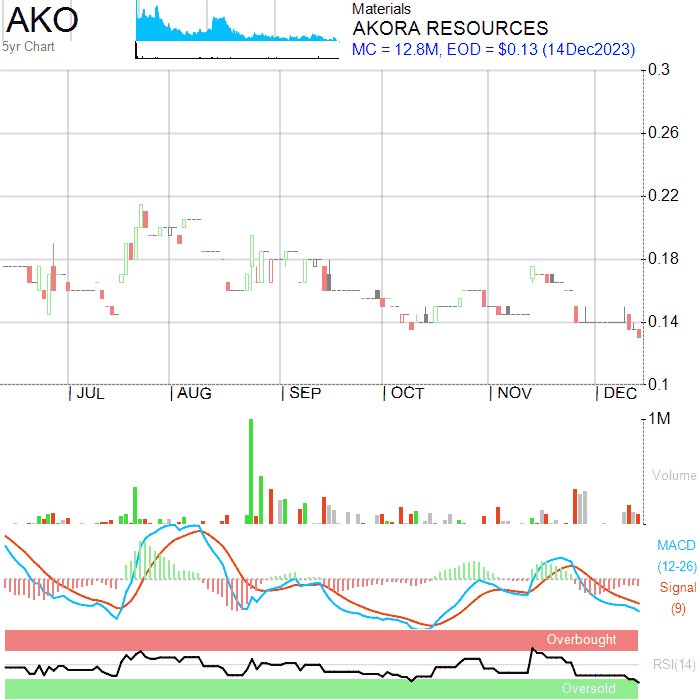 AKO
5yr Chart
Materials
AKORA RESOURCES
MC = 12.8M, EOD = $0.13 (14Dec2023)
0.3
0.26
0.22
0.18
0.14
0.1
JUL AUG SEP OCT NOV DEC
1M
Volume
MACD
(12-26)
Signal
(9)
Overbought
RSI(14)
Oversold